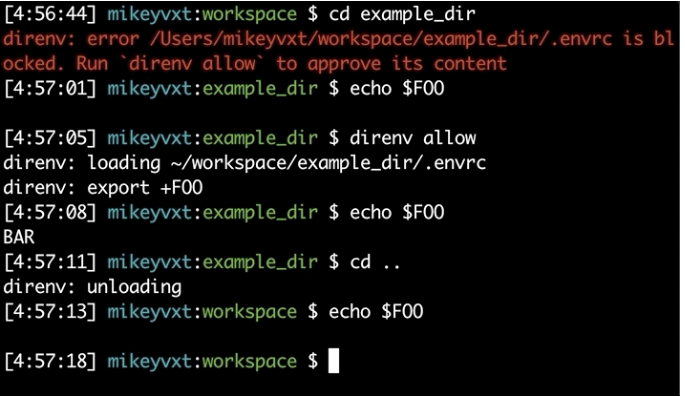 [4:56:44] mikeyvxt:workspace $ cd example_dir
direnv: error /Users/mikeyvxt/workspace/example_dir/.envrc is bl
ocked. Run `direnv allow` to approve its content
[4:57:01] mikeyvxt:example_dir $ echo $FOO
[4:57:05] mikeyvxt:example_dir $ direnv allow
direnv: loading ~/workspace/example_dir/.envrc
direnv: export +FOO
[4:57:08] mikeyvxt:example_dir $ echo $FOO
BAR
[4:57:11] mikeyvxt:example_dir $ cd ..
direnv: unloading
[4:57:13] mikeyvxt:workspace $ echo $FOO
[4:57:18] mikeyvxt:workspace $